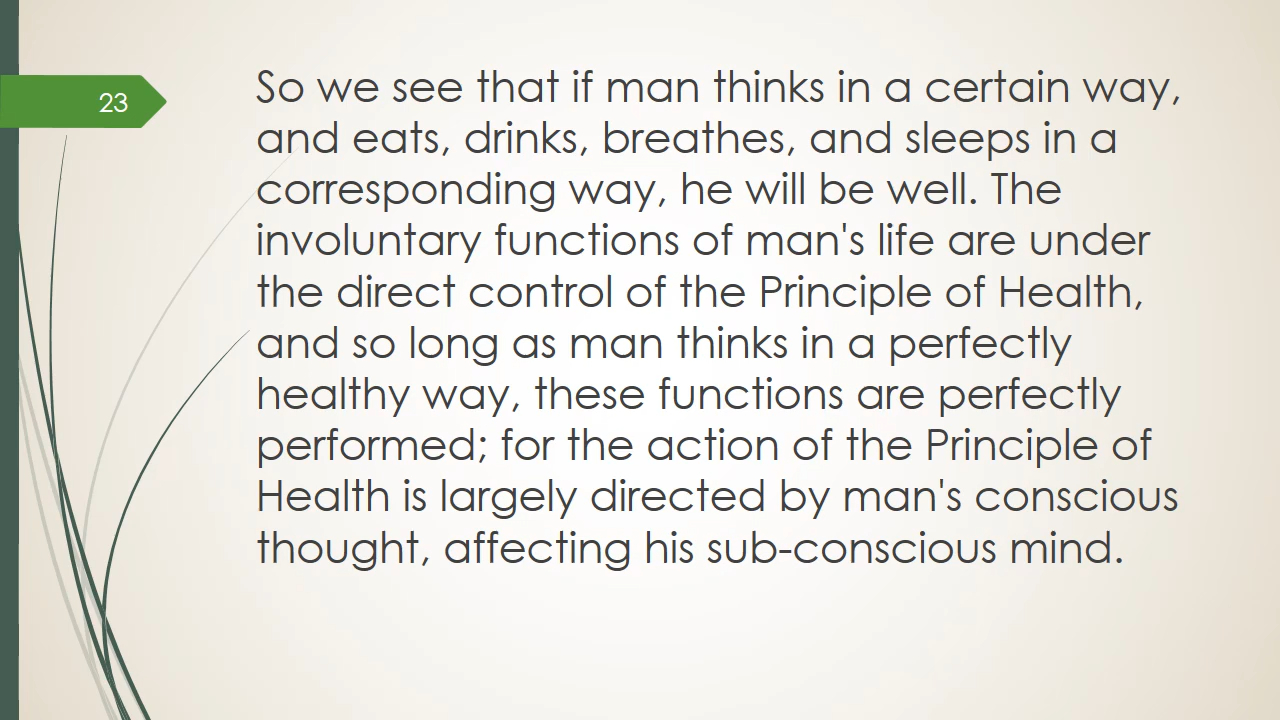 23
So we see that if man thinks in a certain way,
and eats, drinks, breathes, and sleeps in a
corresponding way, he will be well. The
involuntary functions of man's life are under
the direct control of the Principle of Health,
and so long as man thinks in a perfectly
healthy way, these functions are perfectly
performed; for the action of the Principle of
Health is largely directed by man's conscious
thought, affecting his sub-conscious mind.